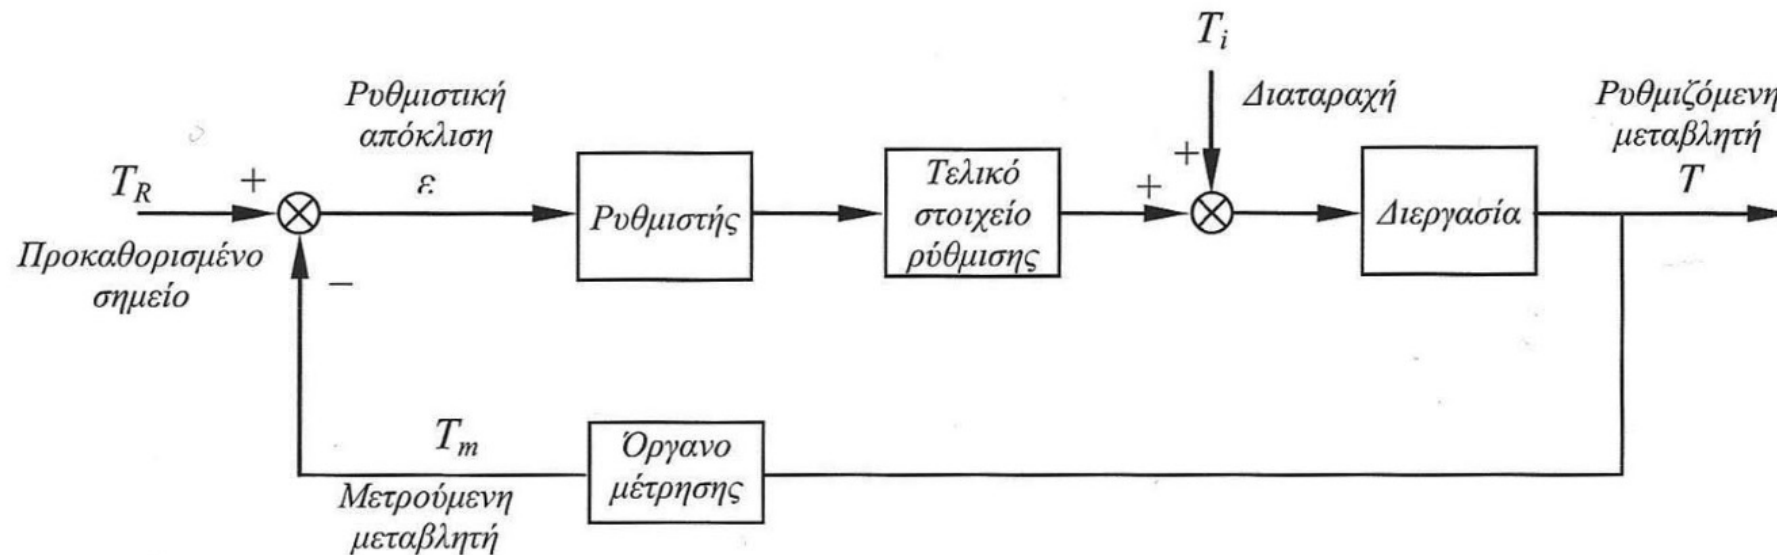 T_i
Ρυθμιστική
απόκλιση
ε
Διαταραχή
Ρυθμιζόμενη
μεταβλητή
T
T_R
+
Προκαθορισμένο
σημείο
−
Ρυθμιστής
Τελικό
στοιχείο
ρύθμισης
+
+
Διεργασία
T_m
Μετρούμενη
μεταβλητή
Όργανο
μέτρησης